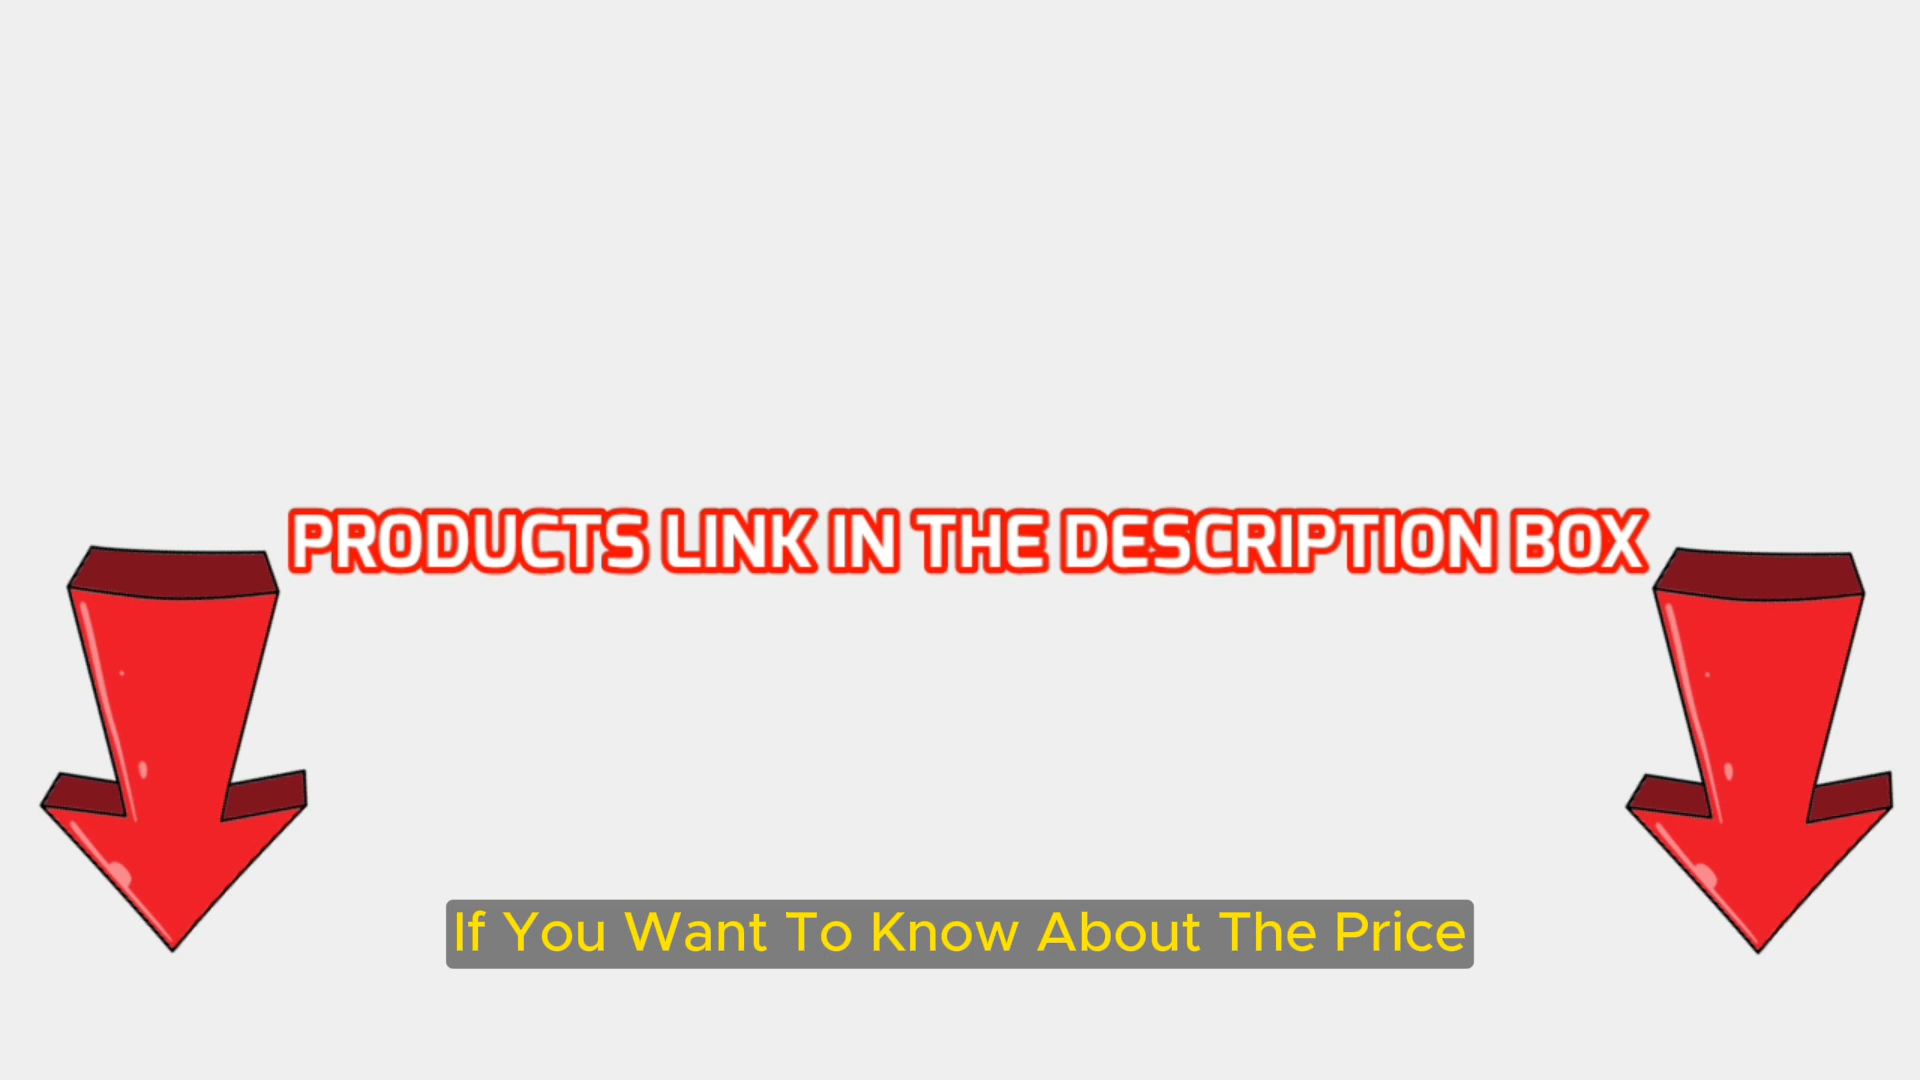 PRODUCTS LINK IN THE DESCRIPTION BOX
If You Want To Know About The Price